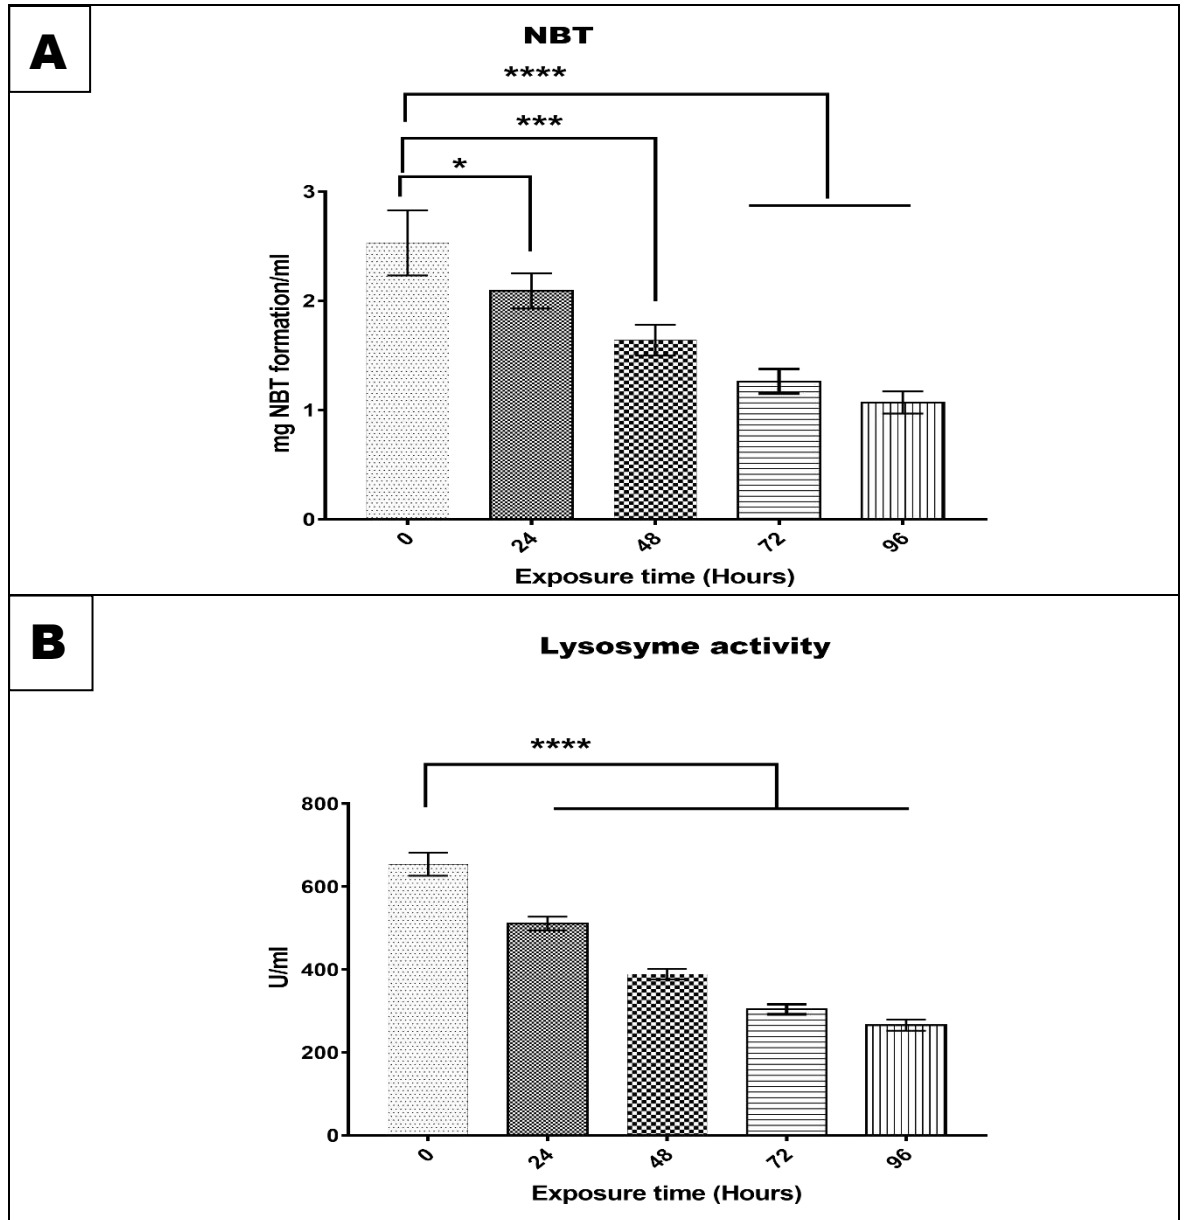 A
NBT
****
***
*
3
2
1
0
mg NBT formation/ml
0 24 48 72 96
Exposure time (Hours)
B
Lysosyme activity
****
800
600
400
200
0
U/ml
0 24 48 72 96
Exposure time (Hours)